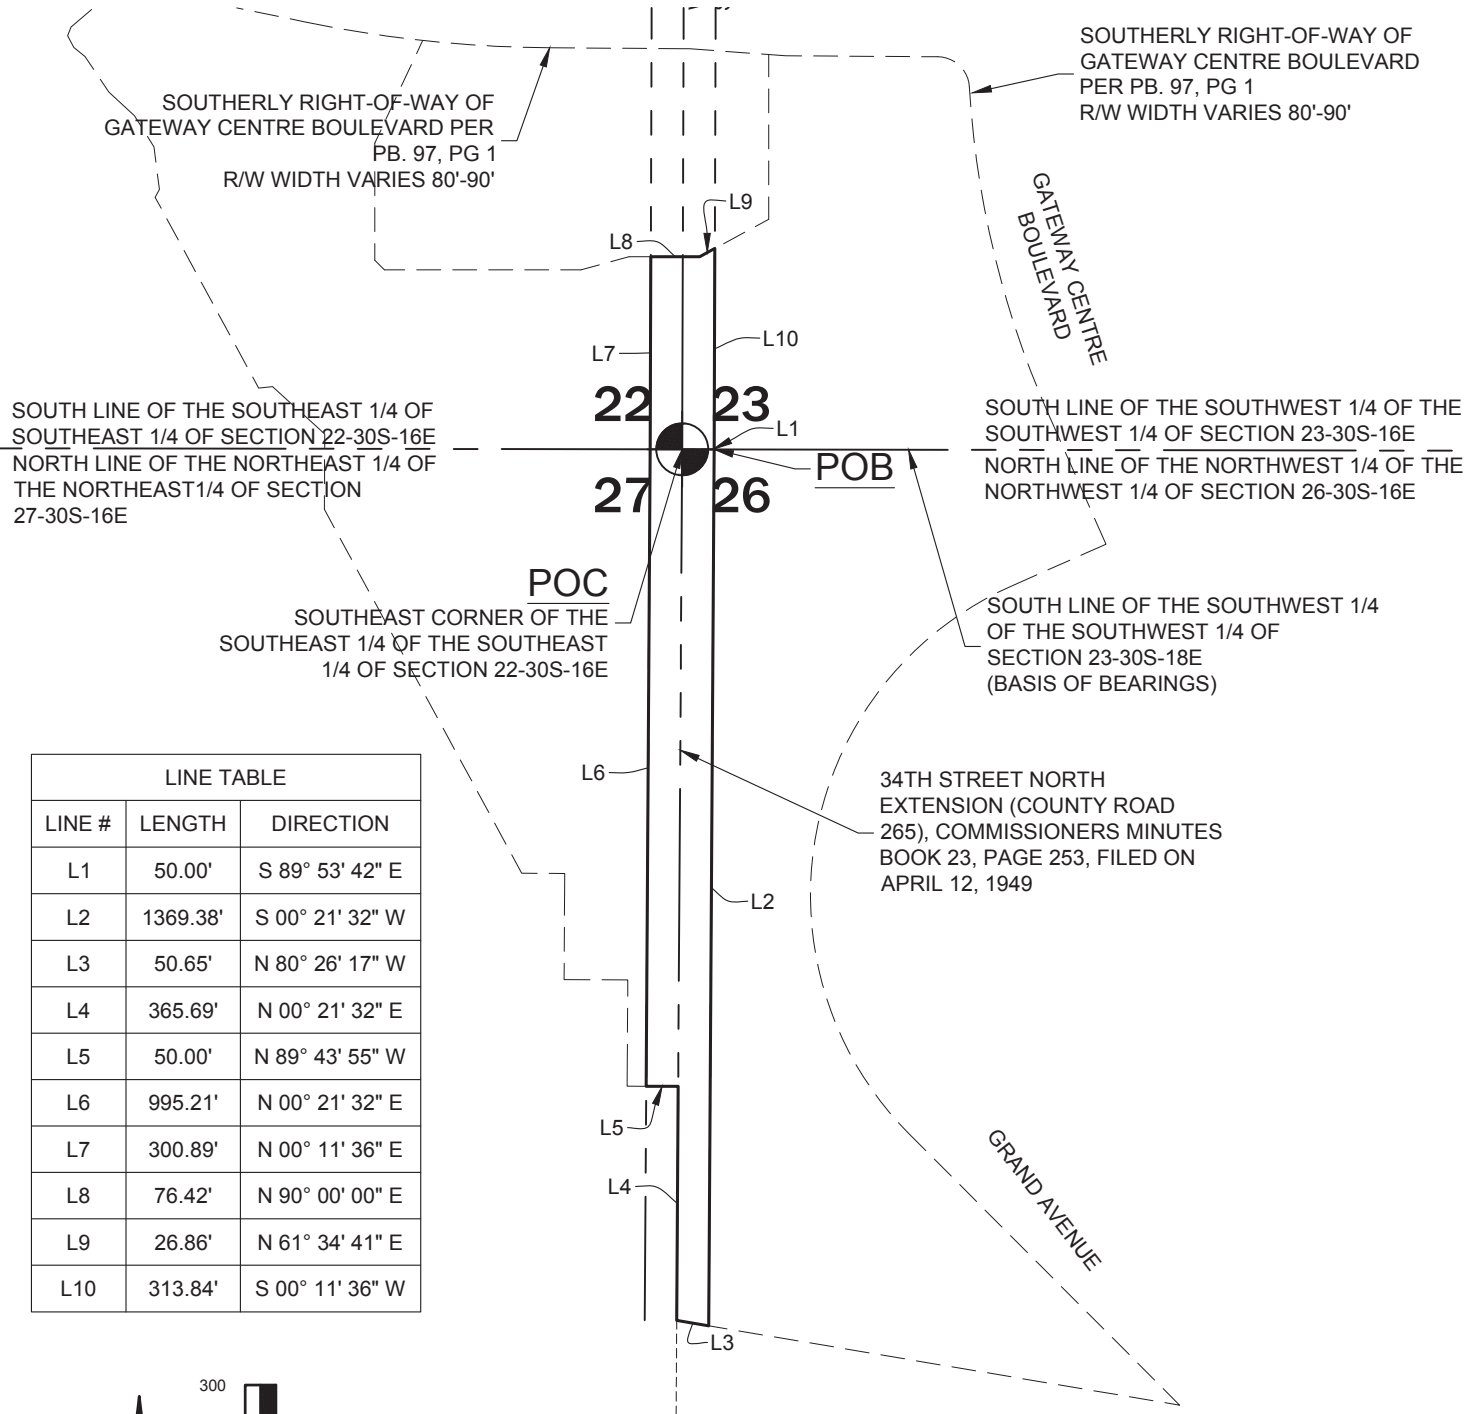 SOUTHERLY RIGHT-OF-WAY OF
GATEWAY CENTRE BOULEVARD
PER PB. 97, PG 1
R/W WIDTH VARIES 80'-90'
SOUTHERLY RIGHT-OF-WAY OF
GATEWAY CENTRE BOULEVARD PER
PB. 97, PG 1
R/W WIDTH VARIES 80'-90'
L9
L8
GATEWAY CENTRE
BOULEVARD
L10
L7
22
23
L1
SOUTH LINE OF THE SOUTHEAST 1/4 OF
SOUTHEAST 1/4 OF SECTION 22-30S-16E
NORTH LINE OF THE NORTHEAST 1/4 OF
THE NORTHEAST1/4 OF SECTION
27-30S-16E
SOUTH LINE OF THE SOUTHWEST 1/4 OF THE
SOUTHWEST 1/4 OF SECTION 23-30S-16E
NORTH LINE OF THE NORTHWEST 1/4 OF THE
NORTHWEST 1/4 OF SECTION 26-30S-16E
POB
27
26
POC
SOUTHEAST CORNER OF THE
SOUTHEAST 1/4 OF THE SOUTHEAST
1/4 OF SECTION 22-30S-16E
SOUTH LINE OF THE SOUTHWEST 1/4
OF THE SOUTHWEST 1/4 OF
SECTION 23-30S-18E
(BASIS OF BEARINGS)
L6
34TH STREET NORTH
EXTENSION (COUNTY ROAD
265), COMMISSIONERS MINUTES
BOOK 23, PAGE 253, FILED ON
APRIL 12, 1949
L2
LINE TABLE
LINE # LENGTH DIRECTION
L1 50.00' S 89° 53' 42" E
L2 1369.38' S 00° 21' 32" W
L3 50.65' N 80° 26' 17" W
L4 365.69' N 00° 21' 32" E
L5 50.00' N 89° 43' 55" W
L6 995.21' N 00° 21' 32" E
L7 300.89' N 00° 11' 36" E
L8 76.42' N 90° 00' 00" E
L9 26.86' N 61° 34' 41" E
L10 313.84' S 00° 11' 36" W
L5
L4
GRAND AVENUE
L3
300